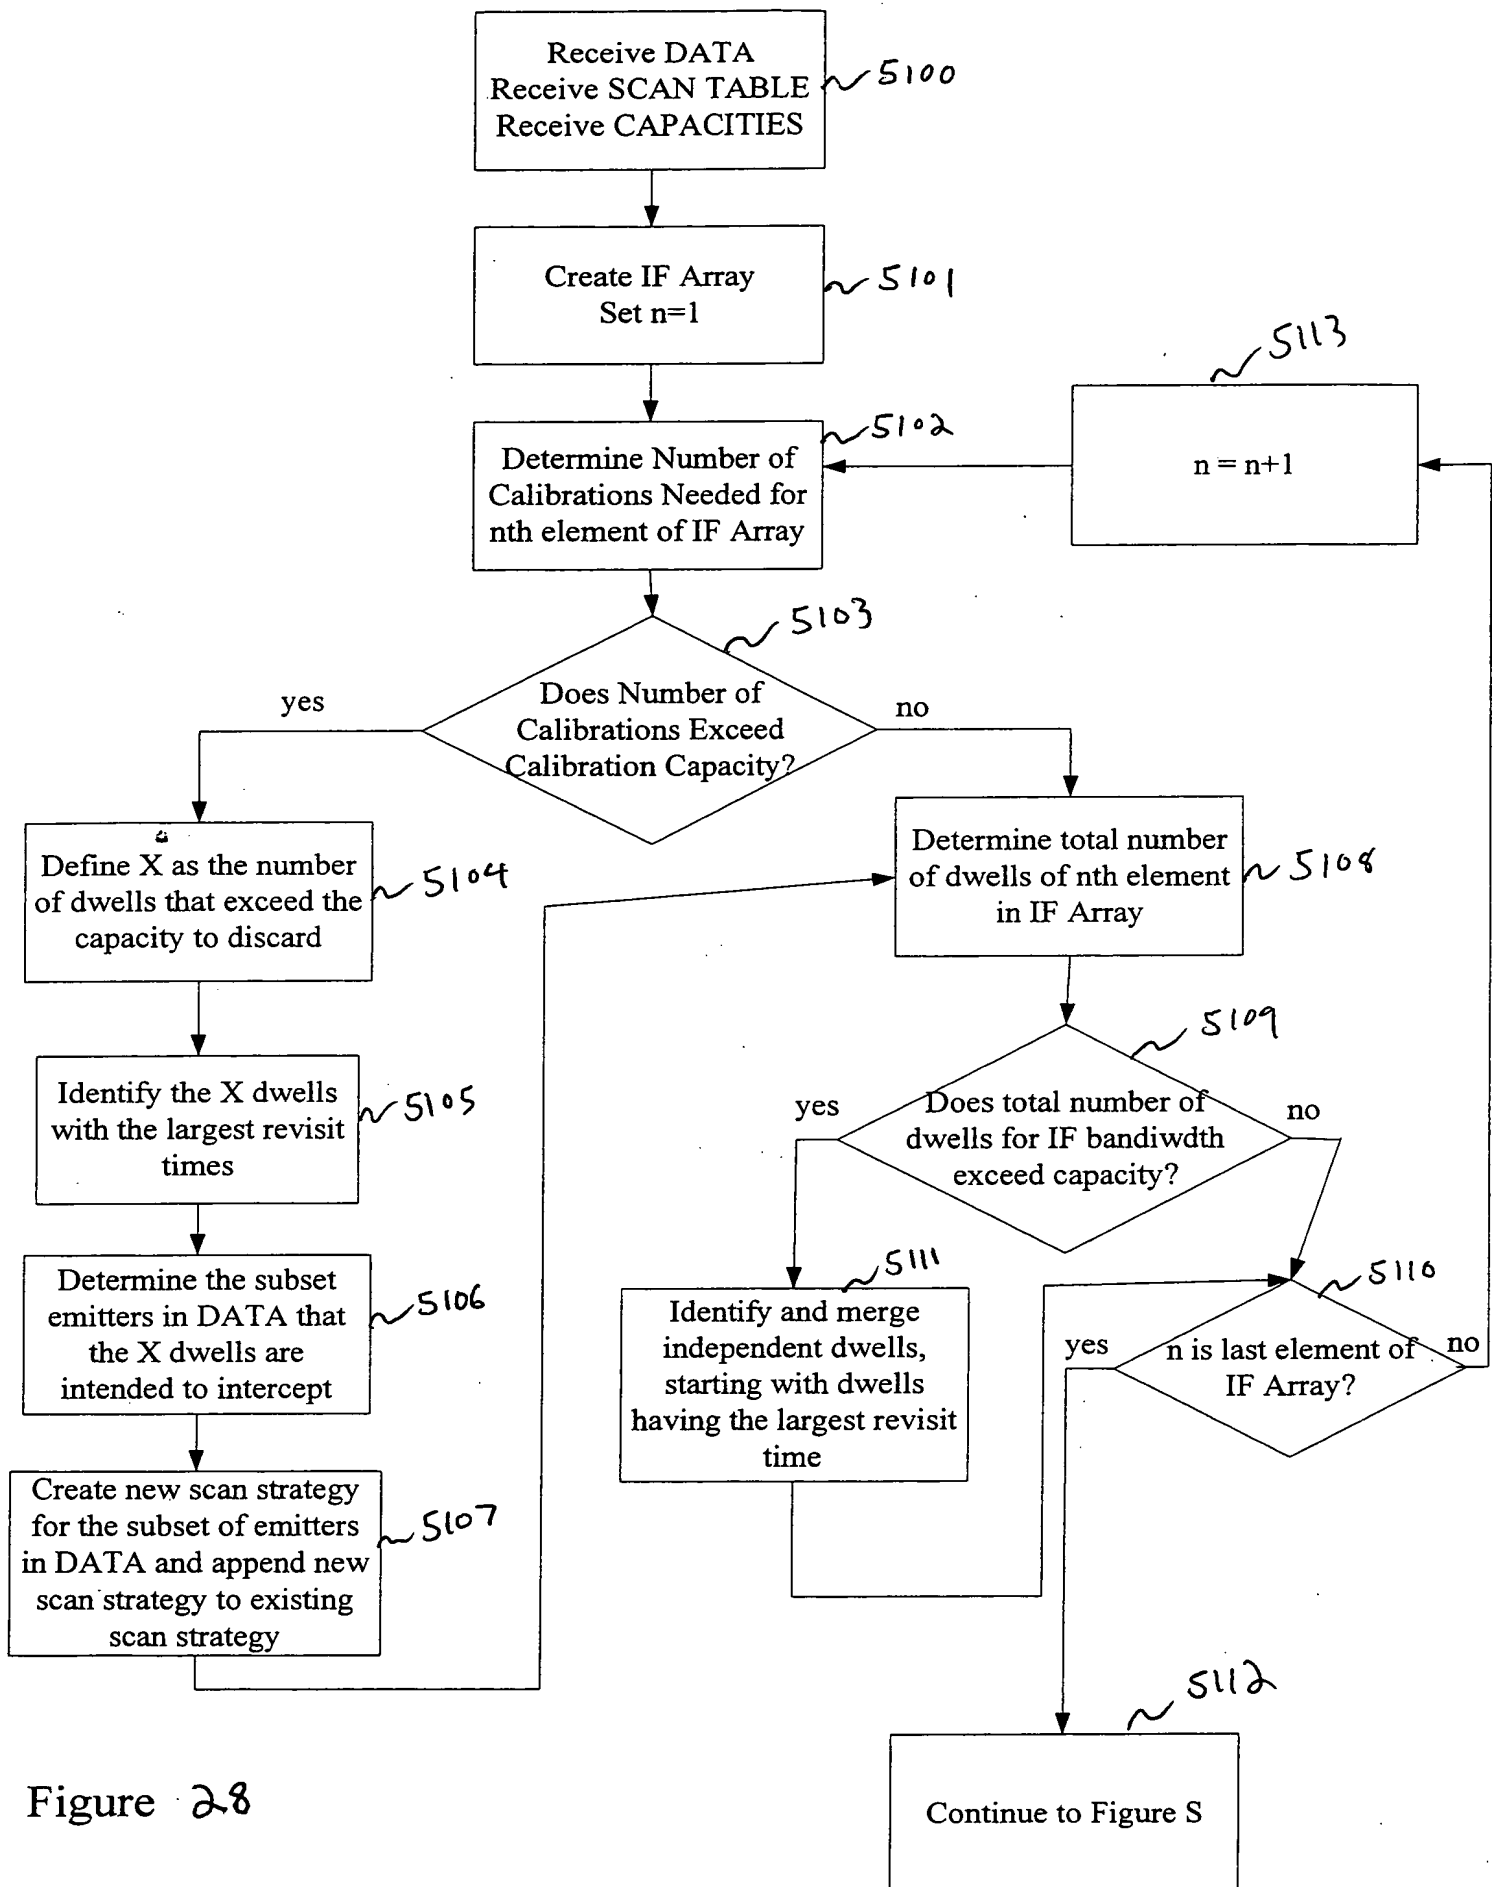 Receive DATA
Receive SCAN TABLE
Receive CAPACITIES
5100
Create IF Array
Set n=1
5101
5113
n = n+1
5102
Determine Number of
Calibrations Needed for
nth element of IF Array
5103
Does Number of
Calibrations Exceed
Calibration Capacity?
yes
no
Define X as the number
of dwells that exceed the
capacity to discard
5104
Determine total number
of dwells of nth element
in IF Array
5108
Identify the X dwells
with the largest revisit
times
5105
5109
Does total number of
dwells for IF bandiwdth
exceed capacity?
yes
no
Determine the subset
emitters in DATA that
the X dwells are
intended to intercept
5106
5111
Identify and merge
independent dwells,
starting with dwells
having the largest revisit
time
5110
n is last element of
IF Array?
yes
no
Create new scan strategy
for the subset of emitters
in DATA and append new
scan strategy to existing
scan strategy
5107
5112
Continue to Figure S
Figure 28